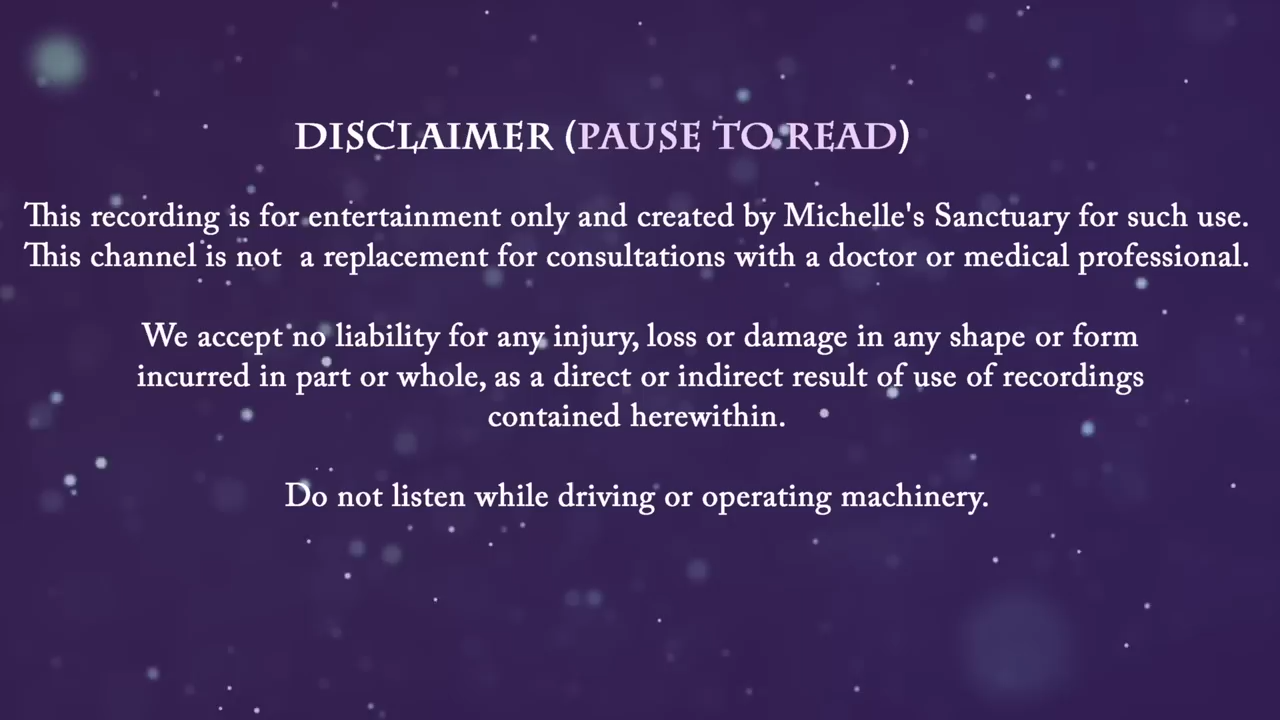 DISCLAIMER (PAUSE TO READ)
This recording is for entertainment only and created by Michelle's Sanctuary for such use.
This channel is not a replacement for consultations with a doctor or medical professional.
We accept no liability for any injury, loss or damage in any shape or form
incurred in part or whole, as a direct or indirect result of use of recordings
contained herewithin.
Do not listen while driving or operating machinery.